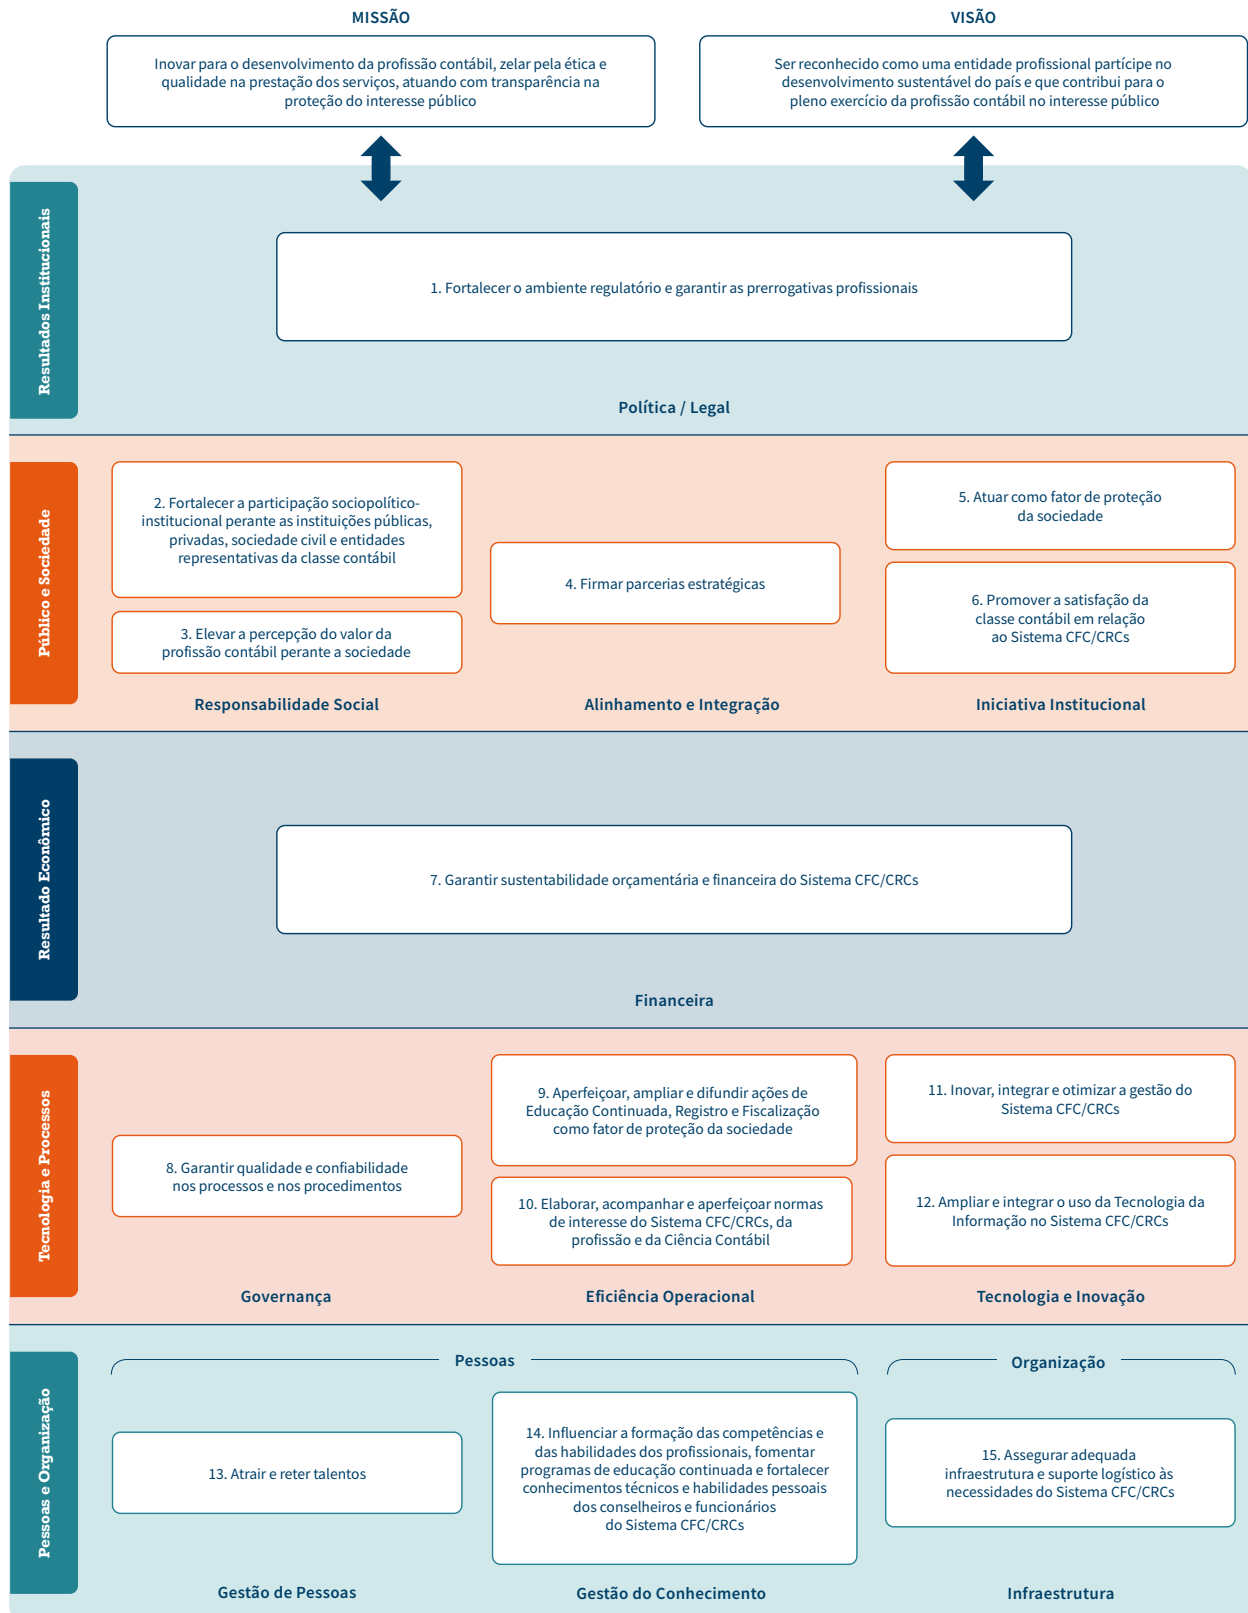 MISSÃO
Inovar para o desenvolvimento da profissão contábil, zelar pela ética e
qualidade na prestação dos serviços, atuando com transparência na
proteção do interesse público
VISÃO
Ser reconhecido como uma entidade profissional partícipe no
desenvolvimento sustentável do país e que contribui para o
pleno exercício da profissão contábil no interesse público
Resultados Institucionais
1. Fortalecer o ambiente regulatório e garantir as prerrogativas profissionais
Política / Legal
Público e Sociedade
2. Fortalecer a participação sociopolítico-
institucional perante as instituições públicas,
privadas, sociedade civil e entidades
representativas da classe contábil
3. Elevar a percepção do valor da
profissão contábil perante a sociedade
Responsabilidade Social
4. Firmar parcerias estratégicas
Alinhamento e Integração
5. Atuar como fator de proteção
da sociedade
6. Promover a satisfação da
classe contábil em relação
ao Sistema CFC/CRCs
Iniciativa Institucional
Resultado Econômico
7. Garantir sustentabilidade orçamentária e financeira do Sistema CFC/CRCs
Financeira
Tecnologia e Processos
8. Garantir qualidade e confiabilidade
nos processos e nos procedimentos
Governança
9. Aperfeiçoar, ampliar e difundir ações de
Educação Continuada, Registro e Fiscalização
como fator de proteção da sociedade
10. Elaborar, acompanhar e aperfeiçoar normas
de interesse do Sistema CFC/CRCs, da
profissão e da Ciência Contábil
Eficiência Operacional
11. Inovar, integrar e otimizar a gestão do
Sistema CFC/CRCs
12. Ampliar e integrar o uso da Tecnologia da
Informação no Sistema CFC/CRCs
Tecnologia e Inovação
Pessoas e Organização
Pessoas
13. Atrair e reter talentos
Gestão de Pessoas
14. Influenciar a formação das competências e
das habilidades dos profissionais, fomentar
programas de educação continuada e fortalecer
conhecimentos técnicos e habilidades pessoais
dos conselheiros e funcionários
do Sistema CFC/CRCs
Gestão do Conhecimento
Organização
15. Assegurar adequada
infraestrutura e suporte logístico às
necessidades do Sistema CFC/CRCs
Infraestrutura